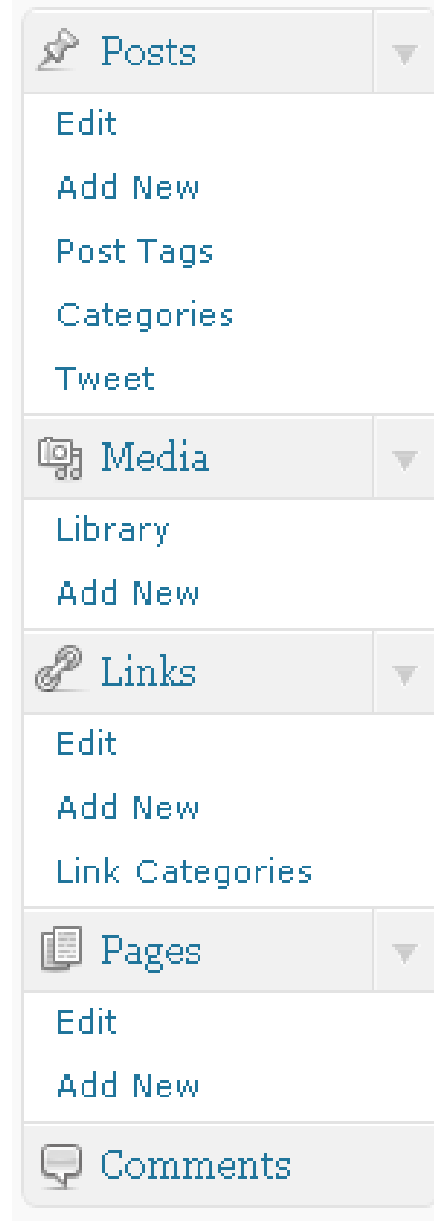 Posts
Edit
Add New
Post Tags
Categories
Tweet
Media
Library
Add New
Links
Edit
Add New
Link Categories
Pages
Edit
Add New
Comments